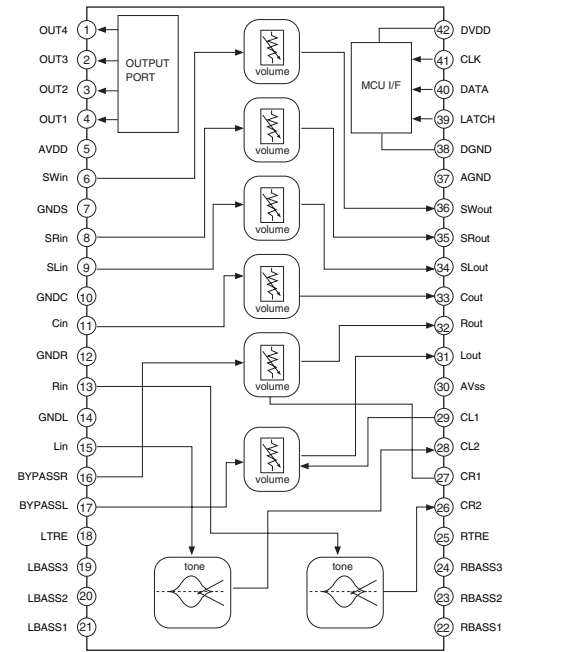 OUT4 1 42 DVDD
OUT3 2 OUTPUT PORT 41 CLK
OUT2 3 MCU I/F 40 DATA
OUT1 4 39 LATCH
AVDD 5 38 DGND
SWin 6 volume 37 AGND
GNDS 7 36 SWout
SRin 8 volume 35 SRout
SLin 9 volume 34 SLout
GNDC 10 33 Cout
Cin 11 volume 32 Rout
GNDR 12 31 Lout
Rin 13 volume 30 AVss
GNDL 14 29 CL1
Lin 15 28 CL2
BYPASSR 16 volume 27 CR1
BYPASSL 17 26 CR2
LTRE 18 25 RTRE
LBASS3 19 tone tone 24 RBASS3
LBASS2 20 23 RBASS2
LBASS1 21 22 RBASS1